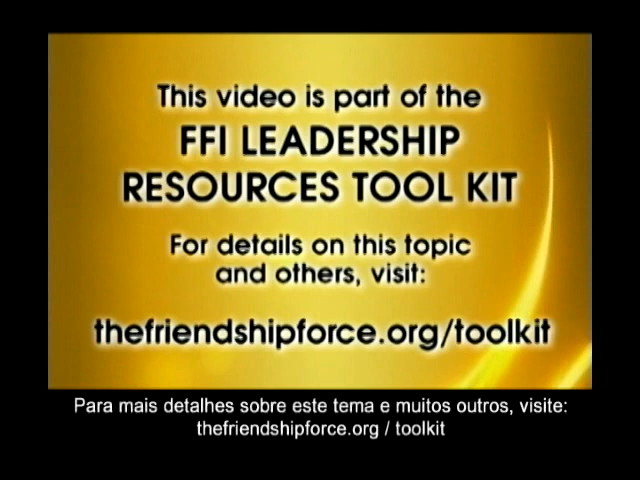 This video is part of the
FFI LEADERSHIP
RESOURCES TOOL KIT
For details on this topic
and others, visit:
thefriendshipforce.org/toolkit
Para mais detalhes sobre este tema e muitos outros, visite:
thefriendshipforce.org / toolkit